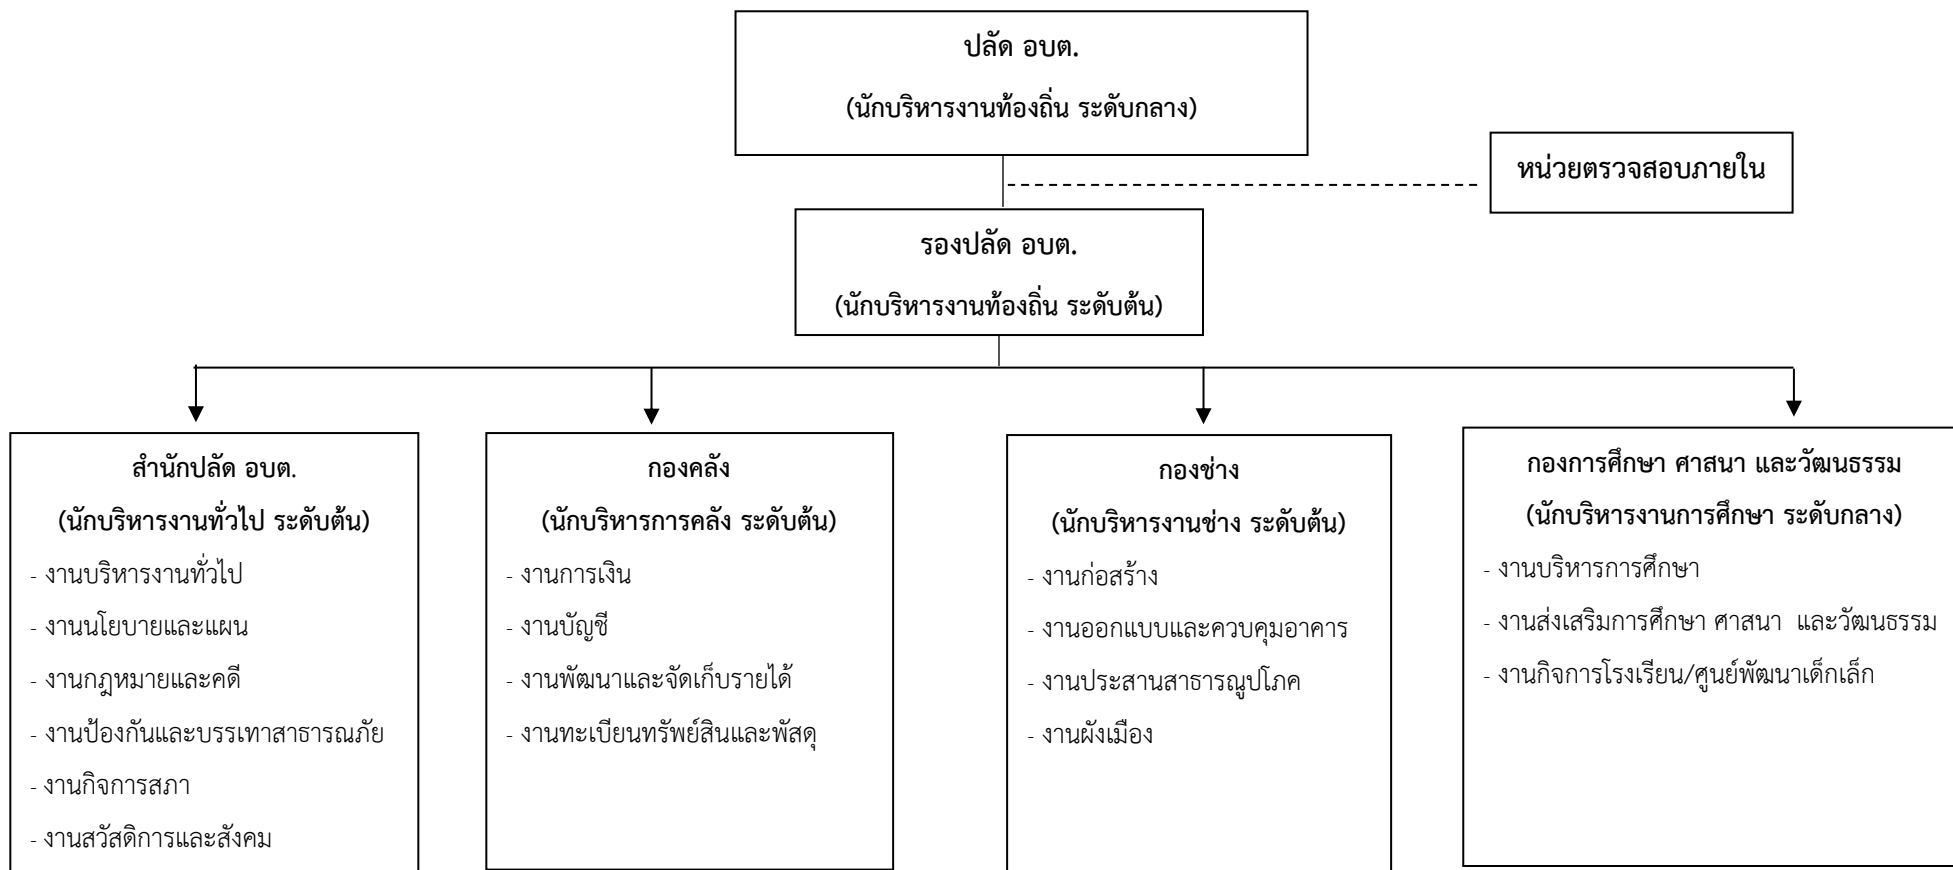 ปลัด อบต.
(นักบริหารงานท้องถิ่น ระดับกลาง)
หน่วยตรวจสอบภายใน
รองปลัด อบต.
(นักบริหารงานท้องถิ่น ระดับต้น)
สำนักปลัด อบต.
(นักบริหารงานทั่วไป ระดับต้น)
- งานบริหารงานทั่วไป
- งานนโยบายและแผน
- งานกฎหมายและคดี
- งานป้องกันและบรรเทาสาธารณภัย
- งานกิจการสภา
- งานสวัสดิการและสังคม
กองคลัง
(นักบริหารการคลัง ระดับต้น)
- งานการเงิน
- งานบัญชี
- งานพัฒนาและจัดเก็บรายได้
- งานทะเบียนทรัพย์สินและพัสดุ
กองช่าง
(นักบริหารงานช่าง ระดับต้น)
- งานก่อสร้าง
- งานออกแบบและควบคุมอาคาร
- งานประสานสาธารณูปโภค
- งานผังเมือง
กองการศึกษา ศาสนา และวัฒนธรรม
(นักบริหารงานการศึกษา ระดับกลาง)
- งานบริหารการศึกษา
- งานส่งเสริมการศึกษา ศาสนา และวัฒนธรรม
- งานกิจการโรงเรียน/ศูนย์พัฒนาเด็กเล็ก